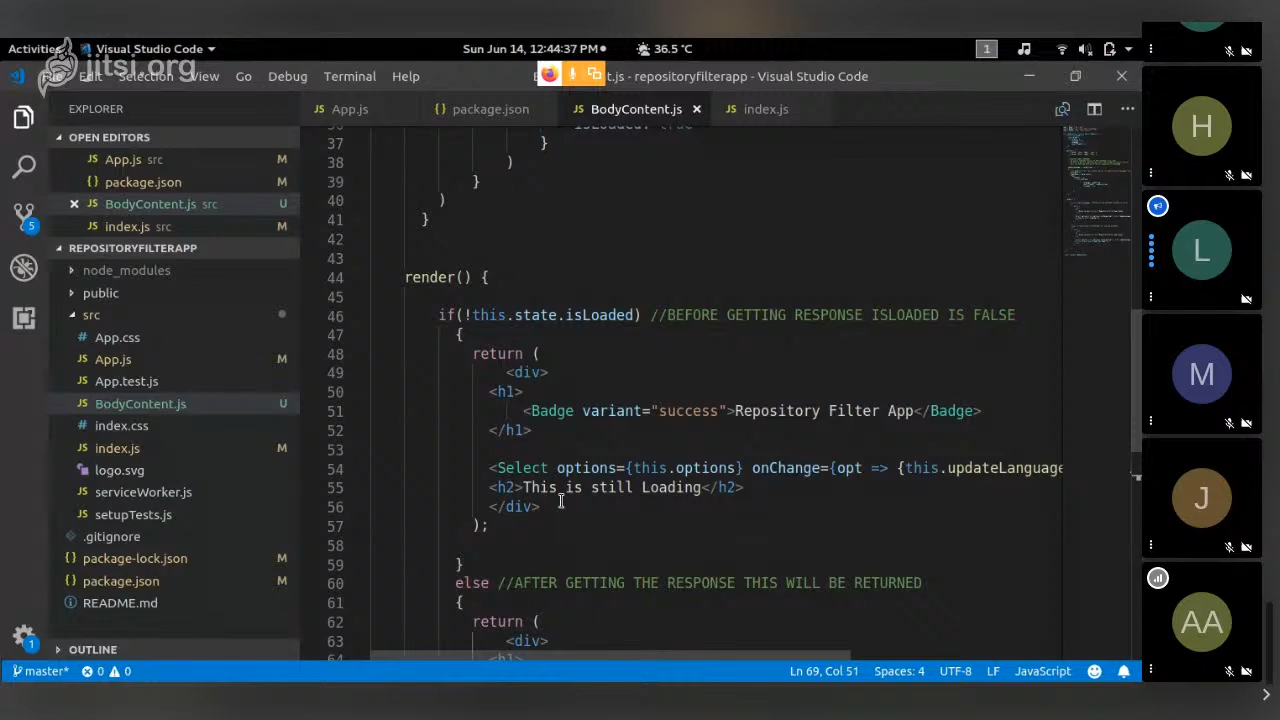 Activities Visual Studio Code Sun Jun 14, 12:44:37 PM 36.5 °C 1
jitsi.org
File Edit Selection View Go Debug Terminal Help t.js - repositoryfilterapp - Visual Studio Code
EXPLORER
JS App.js {} package.json JS BodyContent.js × JS index.js
OPEN EDITORS
JS App.js src M
{} package.json M
JS BodyContent.js src U
JS index.js src M
REPOSITORYFILTERAPP
node_modules
public
src
# App.css
JS App.js M
JS App.test.js
JS BodyContent.js U
# index.css
JS index.js M
logo.svg
JS serviceWorker.js
JS setupTests.js
.gitignore
{} package-lock.json M
{} package.json M
README.md
OUTLINE
5
1
36 isLoaded: true
37 }
38 )
39 }
40 )
41 }
42
43
44 render() {
45
46 if(!this.state.isLoaded) //BEFORE GETTING RESPONSE ISLOADED IS FALSE
47 {
48 return (
49 <div>
50 <h1>
51 <Badge variant="success">Repository Filter App</Badge>
52 </h1>
53
54 <Select options={this.options} onChange={opt => {this.updateLanguage
55 <h2>This is still Loading</h2>
56 </div>
57 );
58
59 }
60 else //AFTER GETTING THE RESPONSE THIS WILL BE RETURNED
61 {
62 return (
63 <div>
64 <h1>
master* 0 0 Ln 69, Col 51 Spaces: 4 UTF-8 LF JavaScript
H
L
M
J
AA